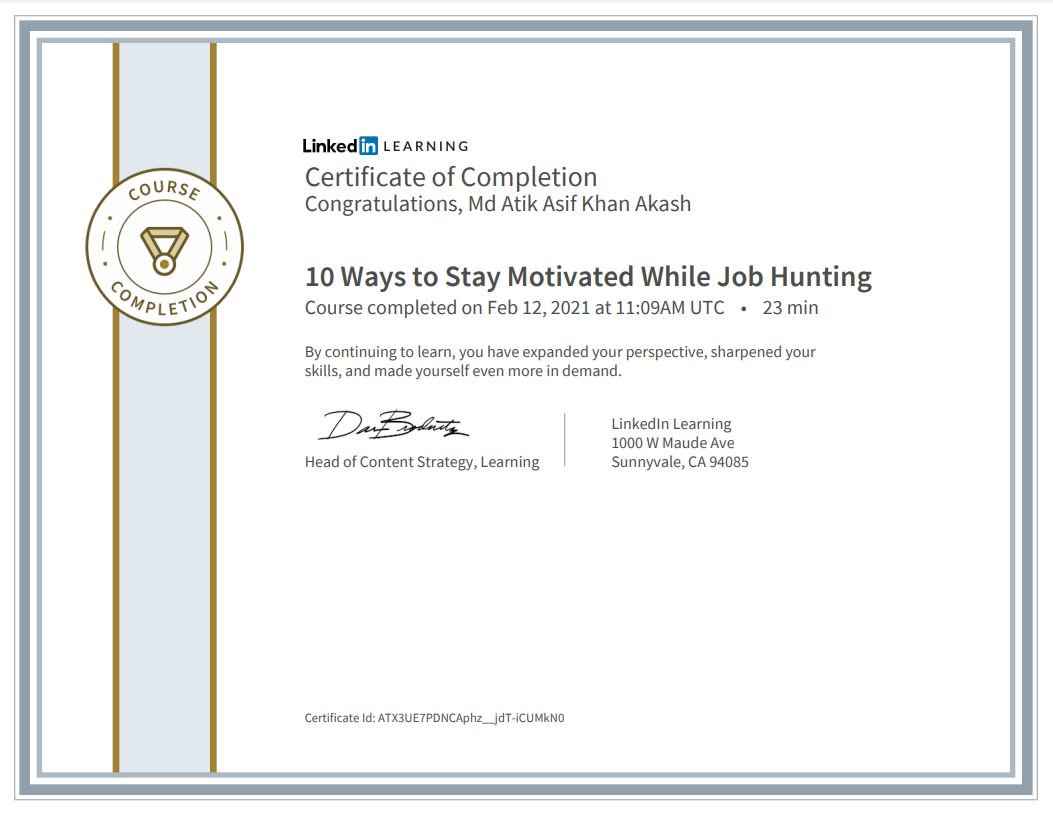 COURSE
COMPLETION
Linkedin LEARNING
Certificate of Completion
Congratulations, Md Atik Asif Khan Akash
10 Ways to Stay Motivated While Job Hunting
Course completed on Feb 12, 2021 at 11:09AM UTC • 23 min
By continuing to learn, you have expanded your perspective, sharpened your
skills, and made yourself even more in demand.
Head of Content Strategy, Learning
LinkedIn Learning
1000 W Maude Ave
Sunnyvale, CA 94085
Certificate Id: ATX3UE7PDNCAphz__jdT-iCUMkN0